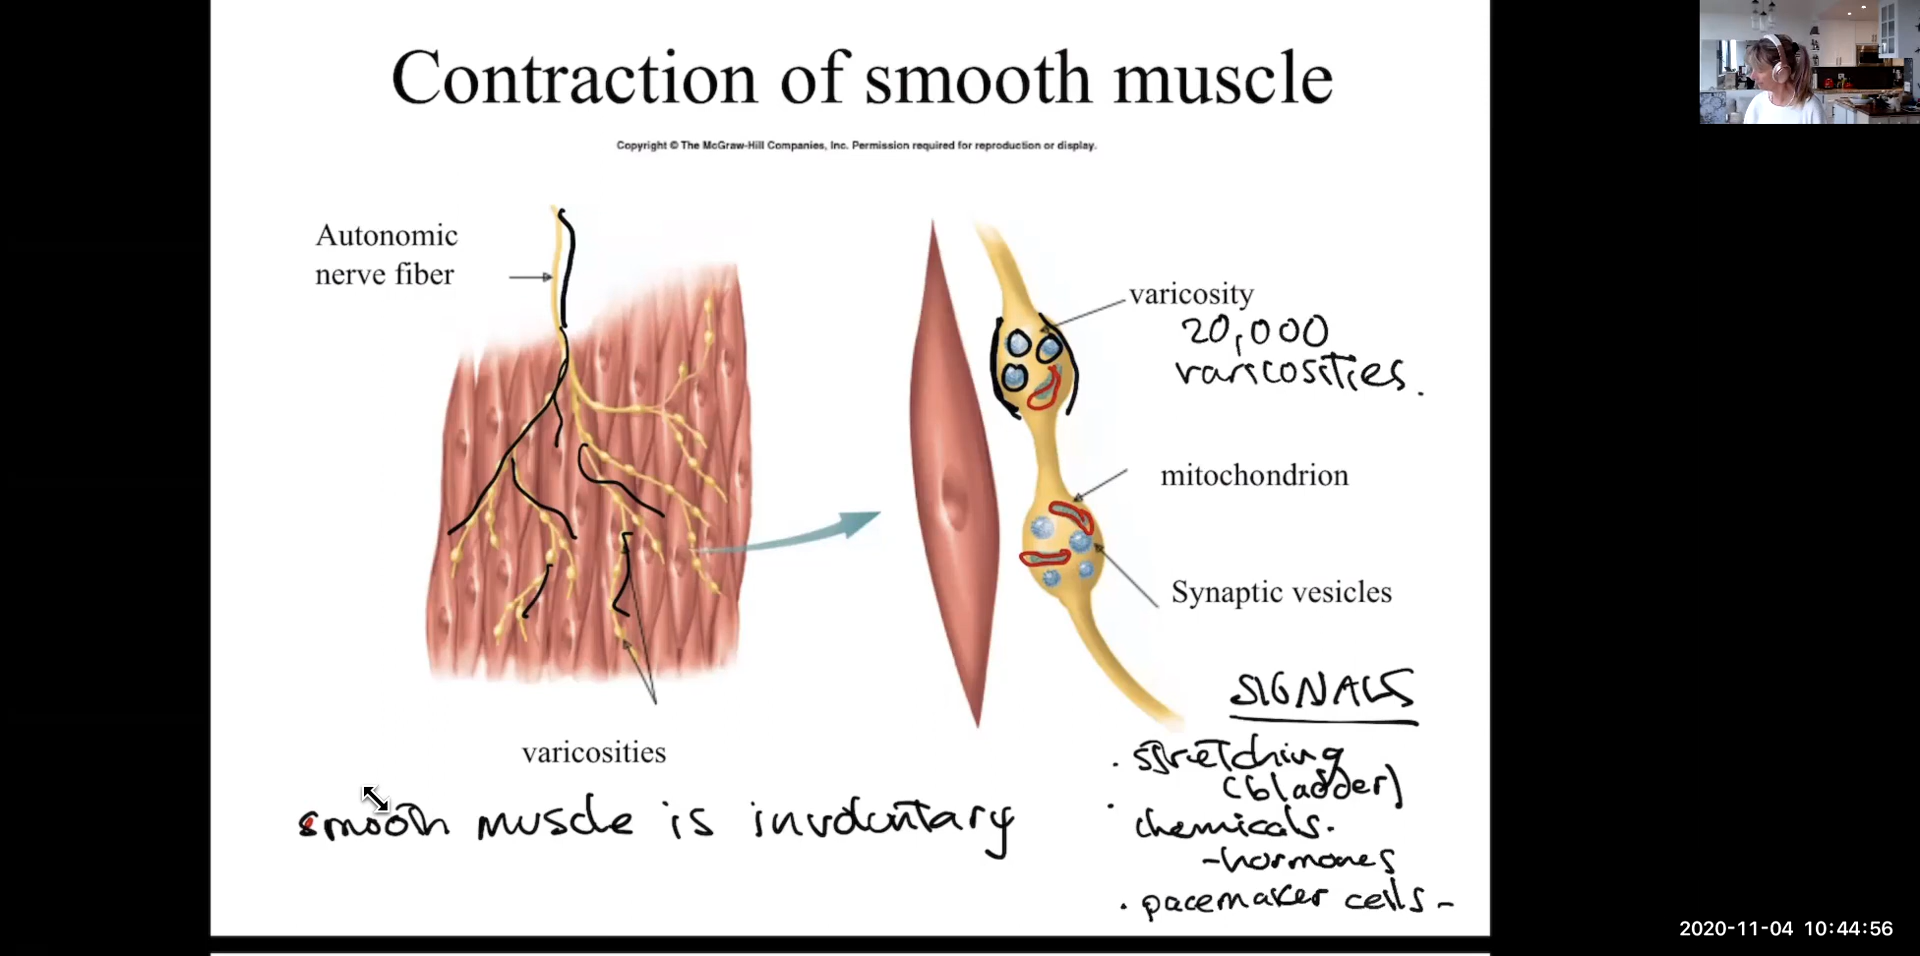 Contraction of smooth muscle
Copyright © The McGraw-Hill Companies, Inc. Permission required for reproduction or display.
Autonomic
nerve fiber
varicosity
20,000
varicosities.
mitochondrion
Synaptic vesicles
varicosities
smooth muscle is involuntary
SIGNALS
· stretching
(bladder)
· chemicals.
- hormones
· pacemaker cells -
2020-11-04 10:44:56